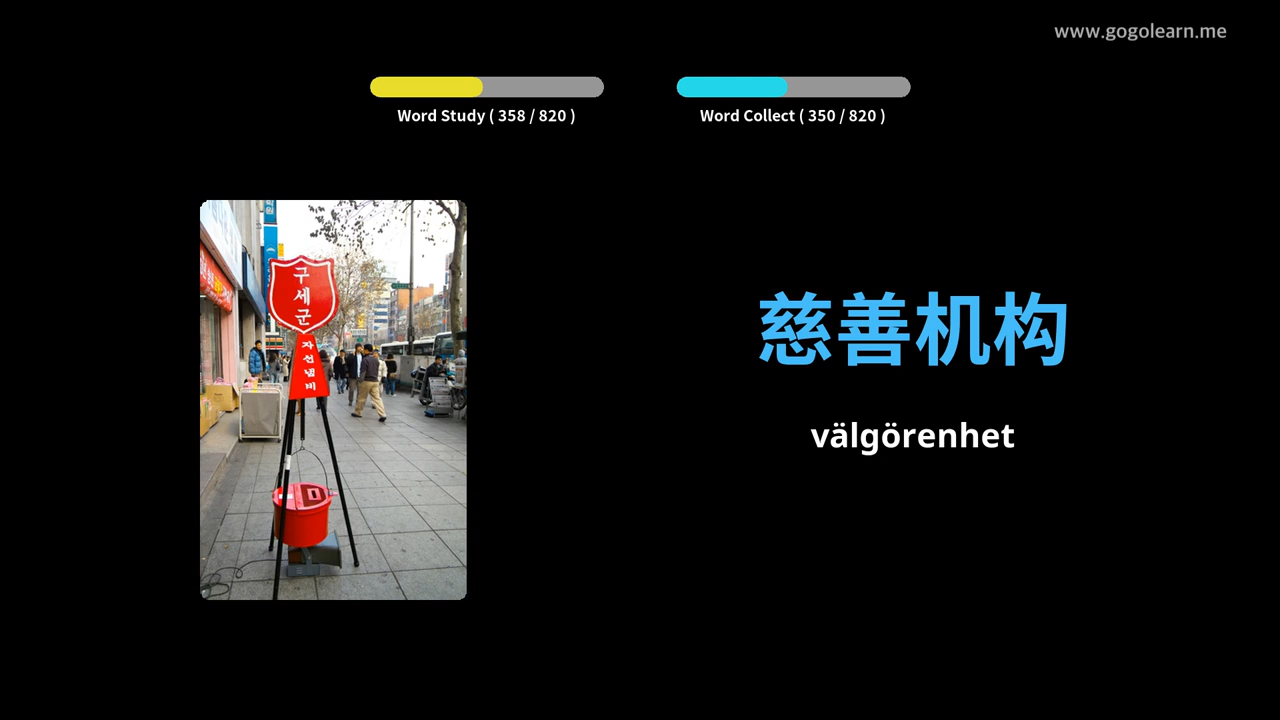 www.gogolearn.me
Word Study ( 358 / 820 )
Word Collect ( 350 / 820 )
구세군
자선냄비
慈善机构
välgörenhet